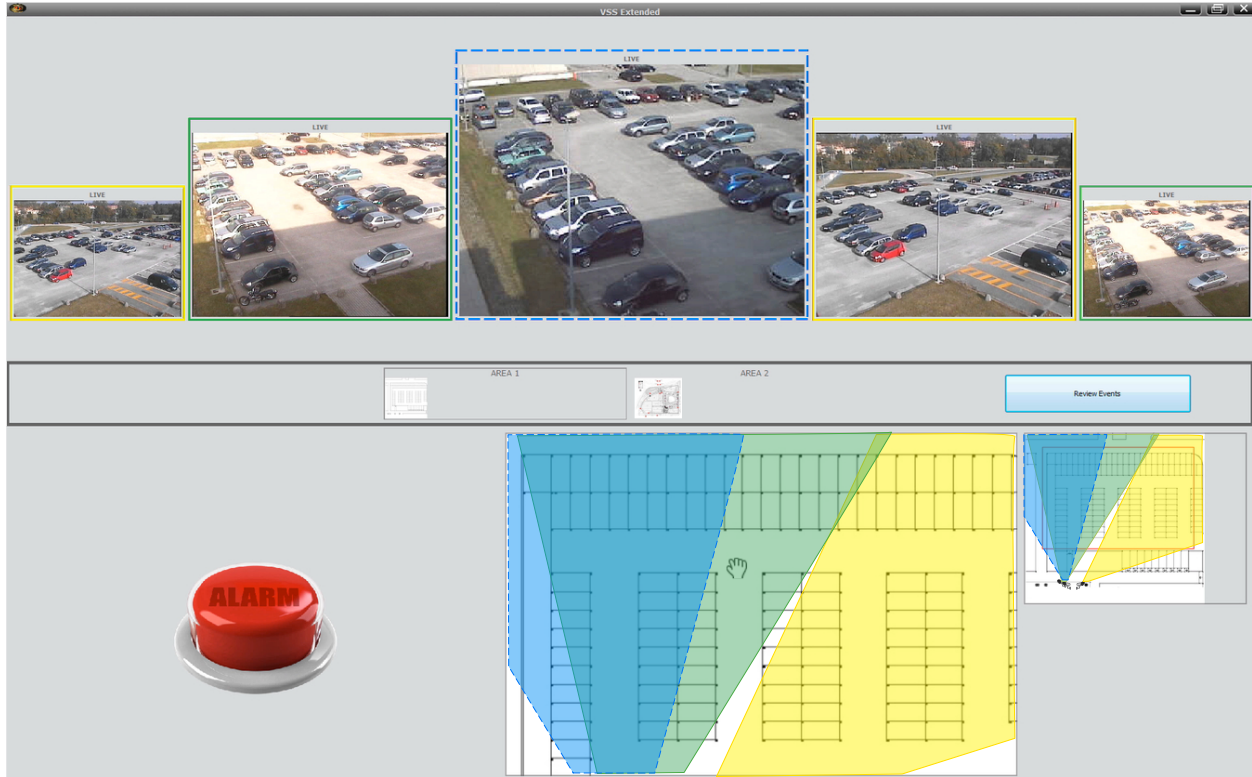 VSS Extended
LIVE
LIVE
LIVE
LIVE
LIVE
AREA 1
AREA 2
Review Events
ALARM